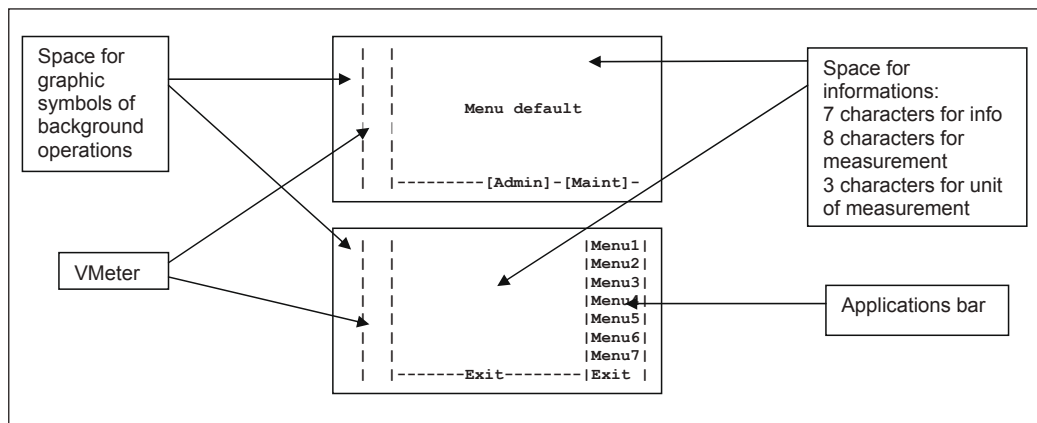 Space for
graphic
symbols of
background
operations
VMeter
| |
| |
| |
| | Menu default
| |
| |
| |
| |---------[Admin]-[Maint]-
| | |Menu1|
| | |Menu2|
| | |Menu3|
| | |Menu4|
| | |Menu5|
| | |Menu6|
| | |Menu7|
| |-------Exit--------|Exit |
Space for
informations:
7 characters for info
8 characters for
measurement
3 characters for unit
of measurement
Applications bar